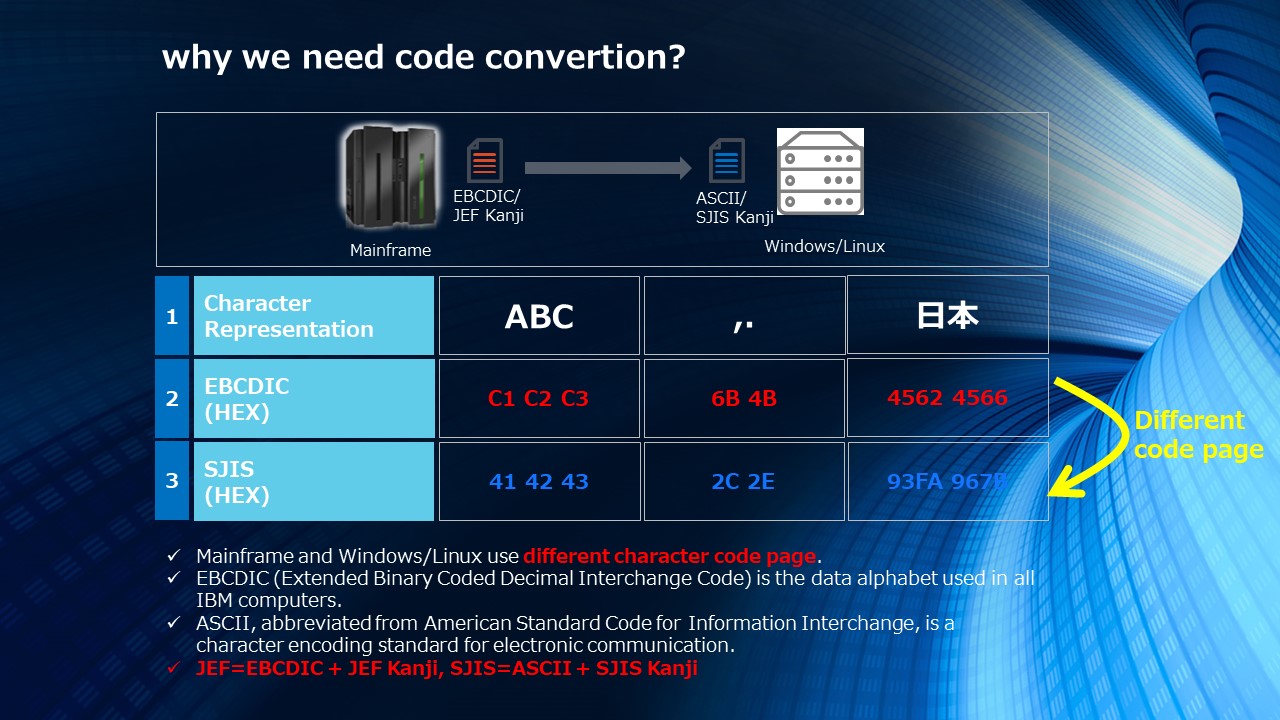 why we need code convertion?
EBCDIC/
JEF Kanji
ASCII/
SJIS Kanji
Mainframe
Windows/Linux
1
Character
Representation
ABC
,.
日本
2
EBCDIC
(HEX)
C1 C2 C3
6B 4B
4562 4566
3
SJIS
(HEX)
41 42 43
2C 2E
93FA 967B
Different
code page
✓ Mainframe and Windows/Linux use different character code page.
✓ EBCDIC (Extended Binary Coded Decimal Interchange Code) is the data alphabet used in all
IBM computers.
✓ ASCII, abbreviated from American Standard Code for Information Interchange, is a
character encoding standard for electronic communication.
✓ JEF=EBCDIC + JEF Kanji, SJIS=ASCII + SJIS Kanji